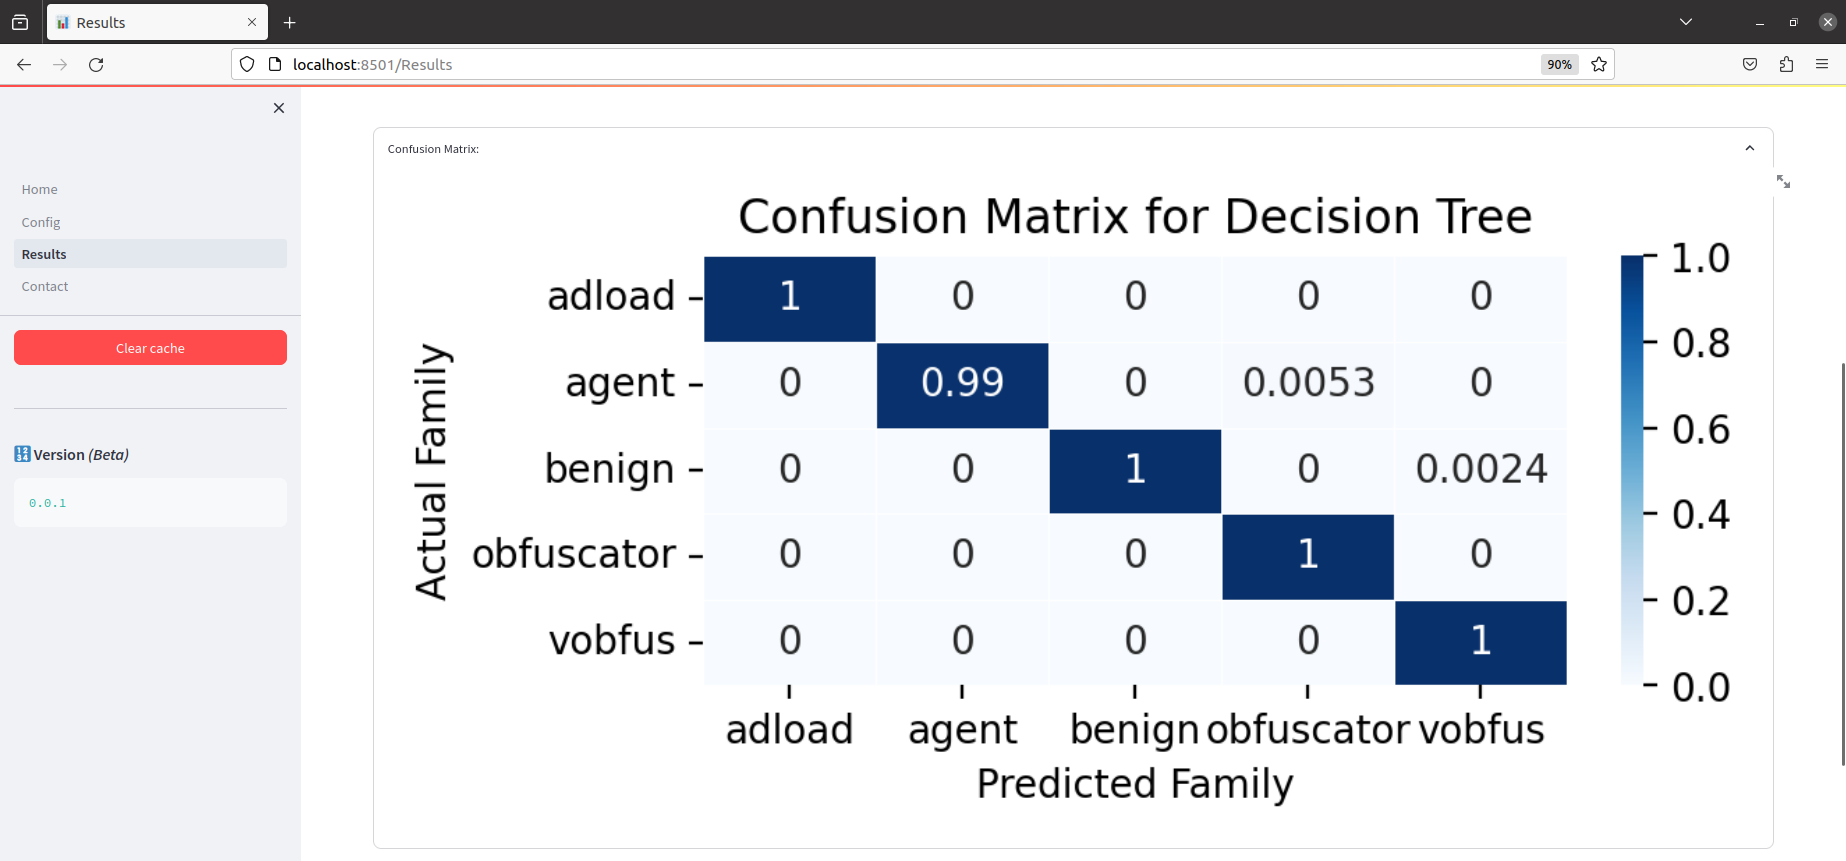 Results
localhost:8501/Results
90%
Home
Config
Results
Contact
Clear cache
Version (Beta)
0.0.1
Confusion Matrix:
Confusion Matrix for Decision Tree
Actual Family
adload 1 0 0 0 0
agent 0 0.99 0 0.0053 0
benign 0 0 1 0 0.0024
obfuscator 0 0 0 1 0
vobfus 0 0 0 0 1
adload agent benign obfuscator vobfus
Predicted Family
1.0
0.8
0.6
0.4
0.2
0.0